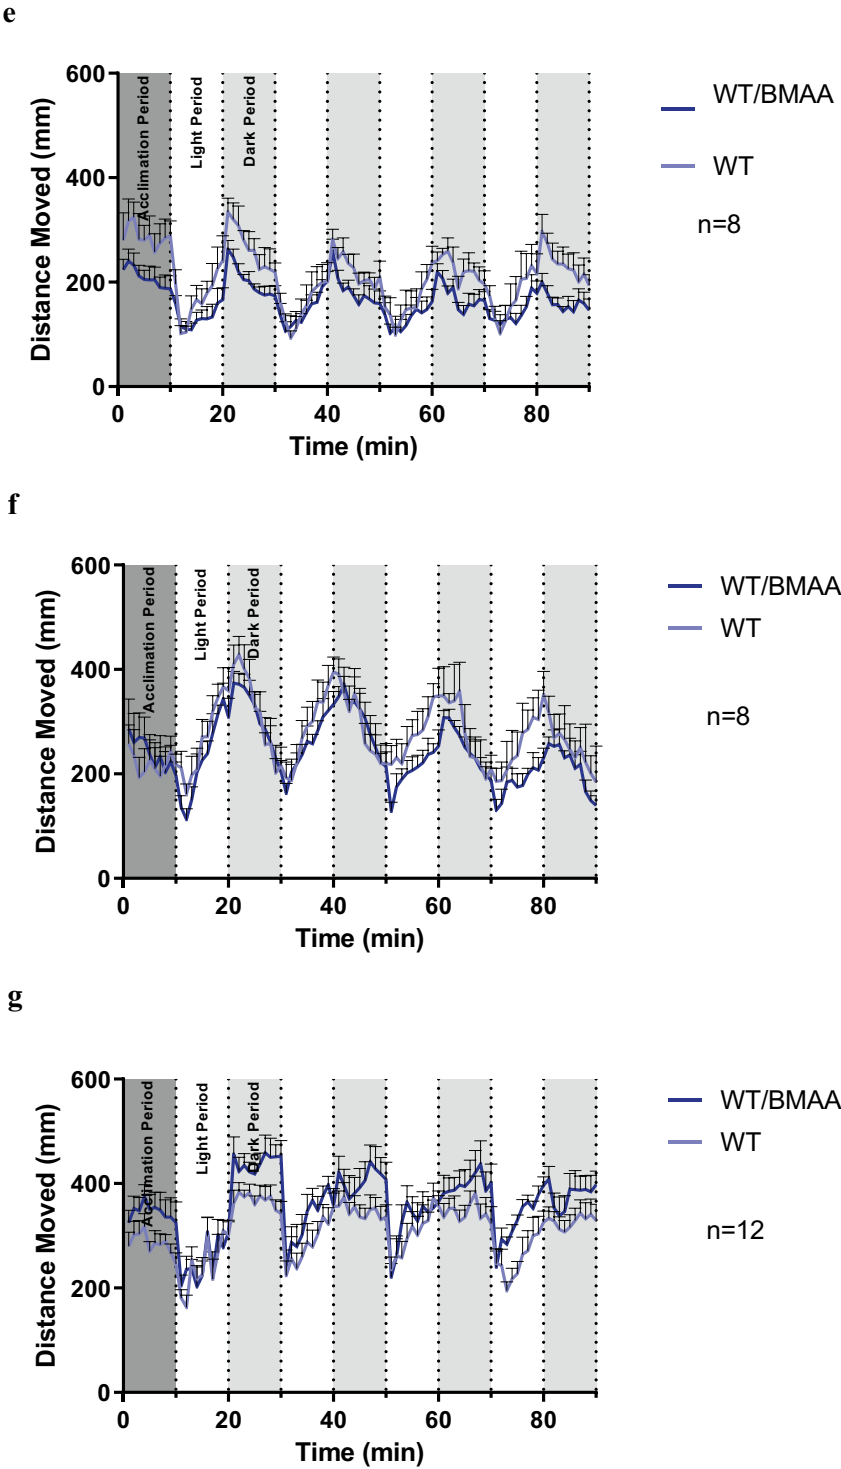 e
Distance Moved (mm)
600
400
200
0
Acclimation Period
Light Period
Dark Period
0 20 40 60 80
Time (min)
WT/BMAA
WT
n=8
f
Distance Moved (mm)
600
400
200
0
Acclimation Period
Light Period
Dark Period
0 20 40 60 80
Time (min)
WT/BMAA
WT
n=8
g
Distance Moved (mm)
600
400
200
0
Acclimation Period
Light Period
Dark Period
0 20 40 60 80
Time (min)
WT/BMAA
WT
n=12